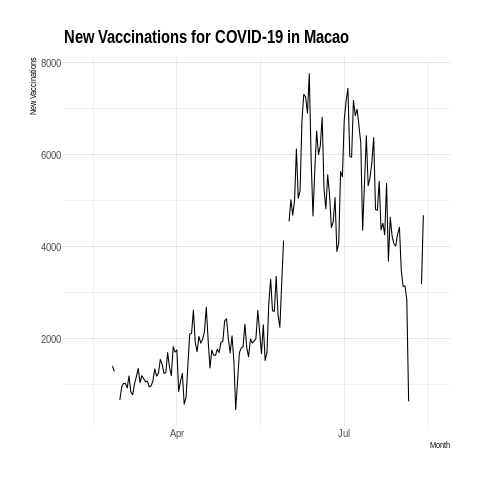 New Vaccinations for COVID-19 in Macao
New Vaccinations
8000
6000
4000
2000
Apr
Jul
Month